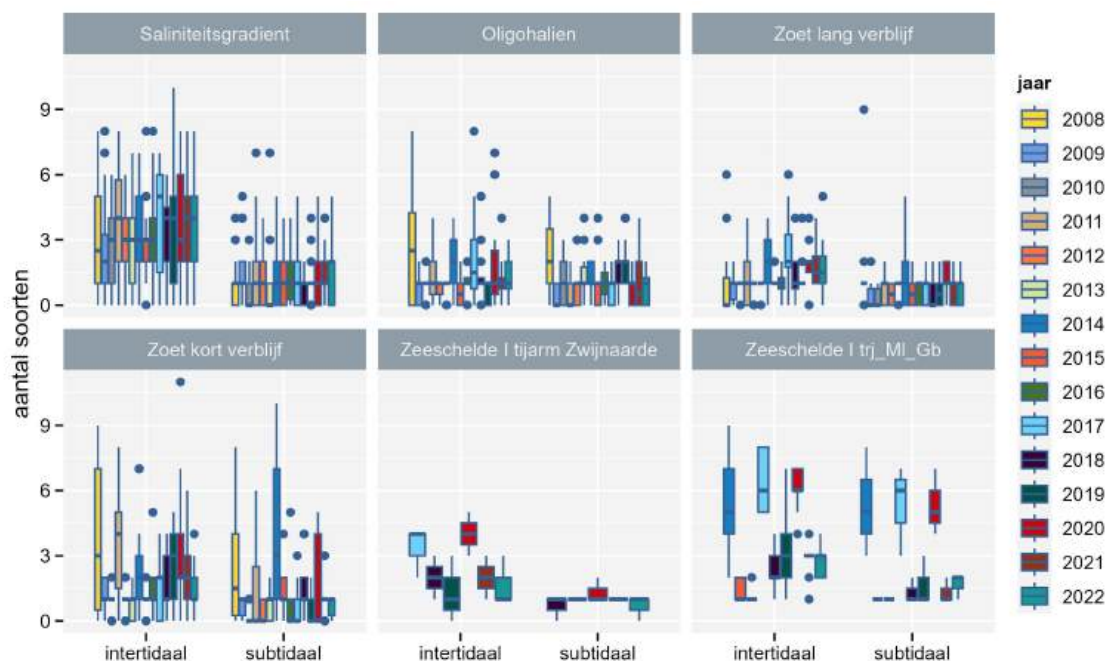 Saliniteitsgradient
Oligohalien
Zoet lang verblijf
9
6
3
0
Zoet kort verblijf
Zeeschelde I tijarm Zwijnaarde
Zeeschelde I trj_Ml_Gb
9
6
3
0
aantal soorten
intertidaal subtidaal
intertidaal subtidaal
intertidaal subtidaal
jaar
2008
2009
2010
2011
2012
2013
2014
2015
2016
2017
2018
2019
2020
2021
2022